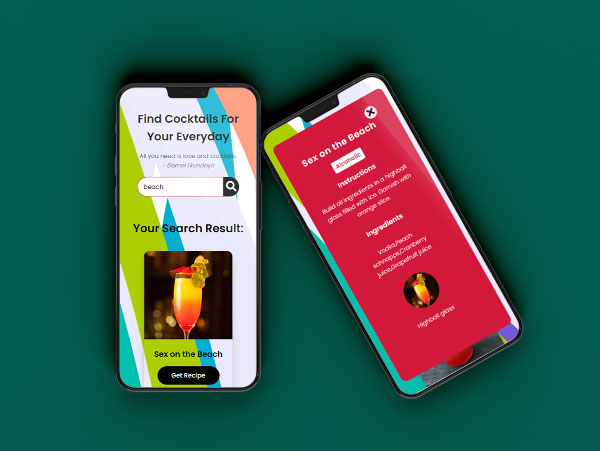 Find Cocktails For
Your Everyday
All you need is love and cocktails.
- Damel Ekundayo
beach
Your Search Result:
Sex on the Beach
Get Recipe
Sex on the Beach
Alcoholic
Instructions
Build all ingredients in a highball
glass filled with ice. Garnish with
orange slice.
Ingredients
Vodka,Peach
schnapps,Cranberry
juice,Grapefruit juice
Highball glass